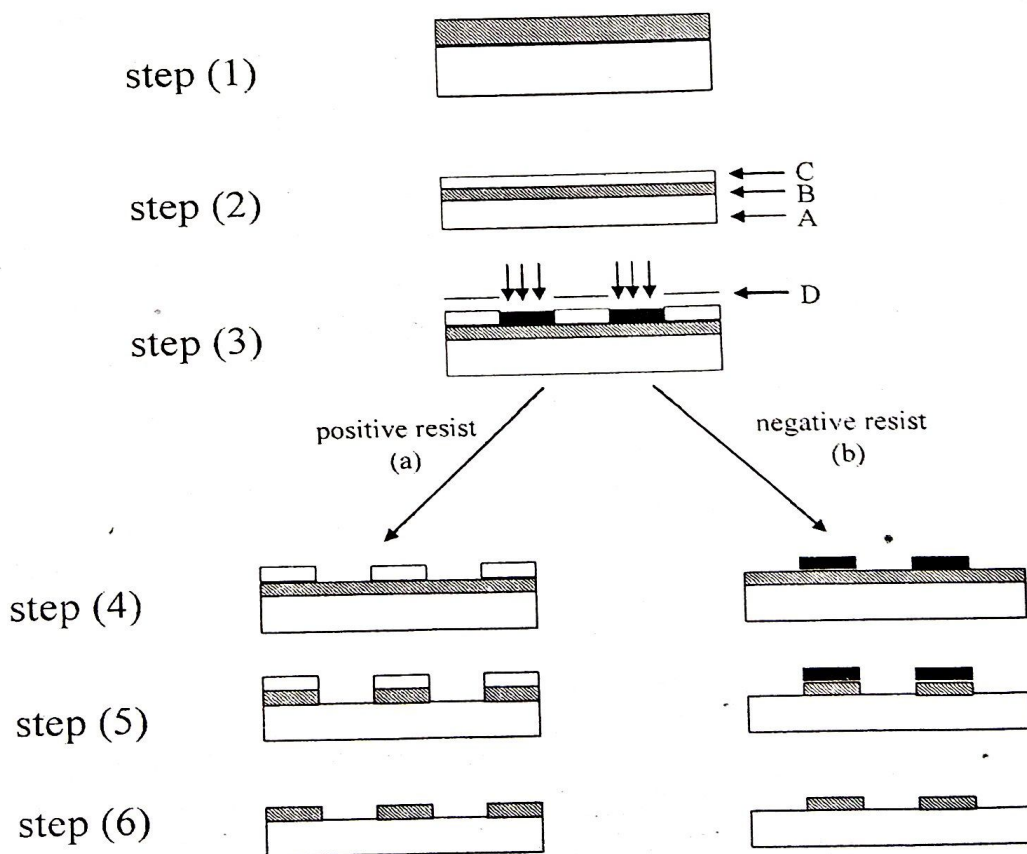 step (1)
step (2)
C
B
A
step (3)
D
positive resist
(a)
negative resist
(b)
step (4)
step (5)
step (6)